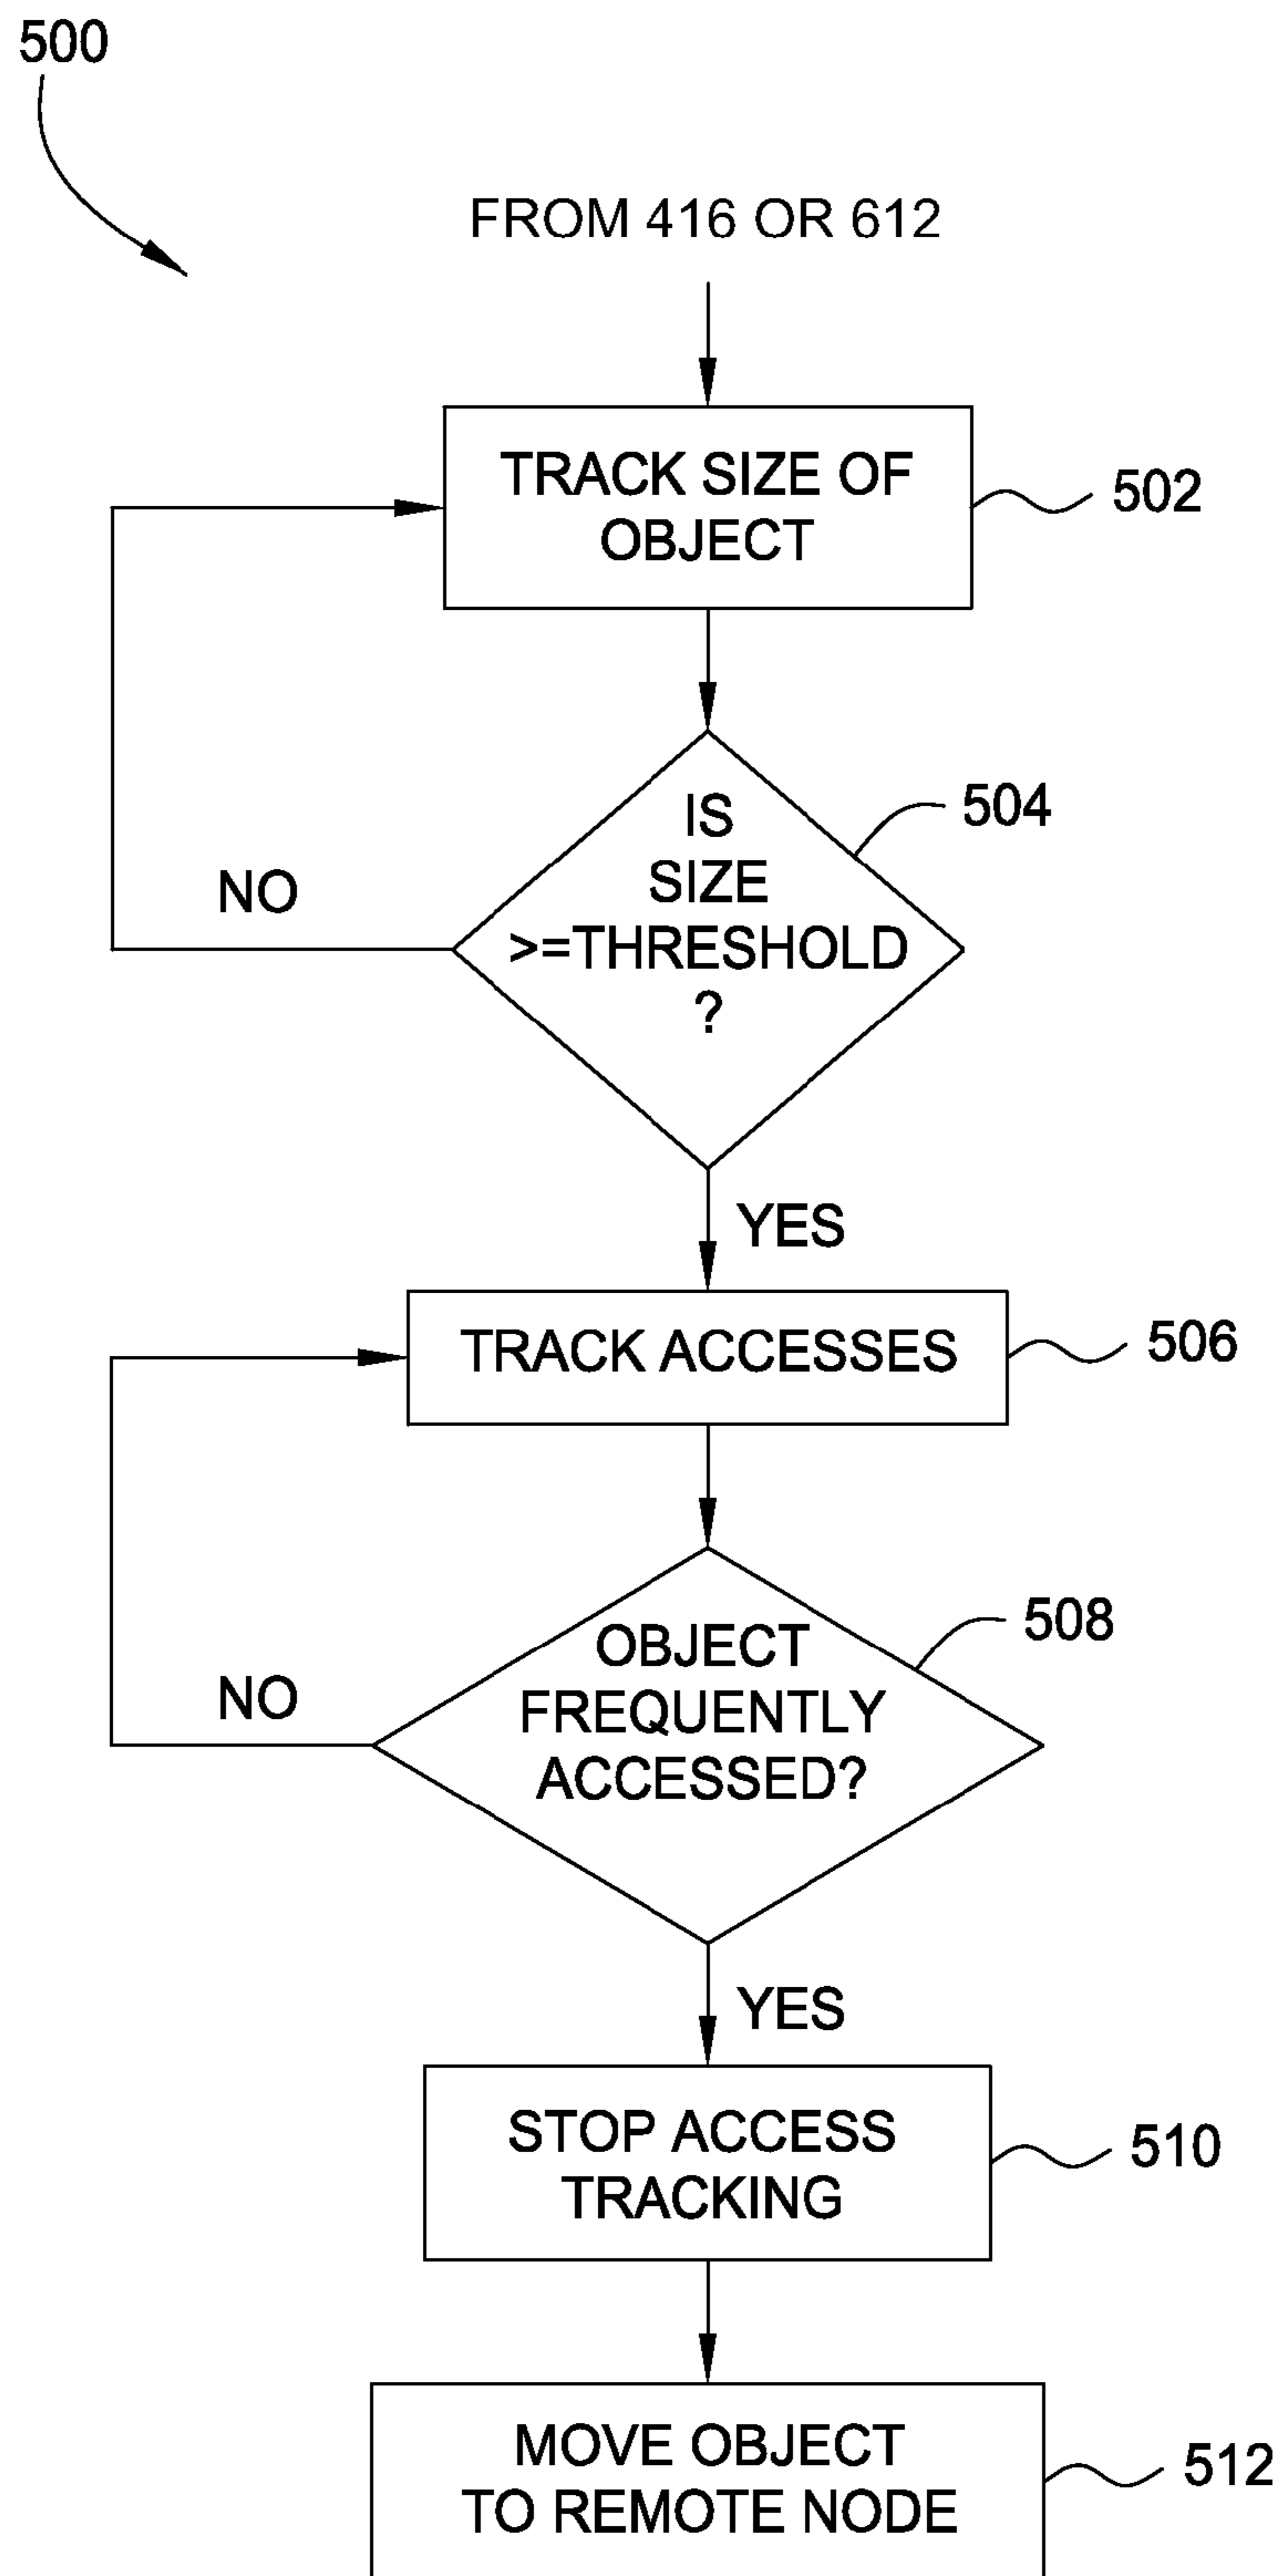 500
FROM 416 OR 612
TRACK SIZE OF
OBJECT
502
IS
SIZE
>=THRESHOLD
?
504
NO
YES
TRACK ACCESSES
506
OBJECT
FREQUENTLY
ACCESSED?
508
NO
YES
STOP ACCESS
TRACKING
510
MOVE OBJECT
TO REMOTE NODE
512